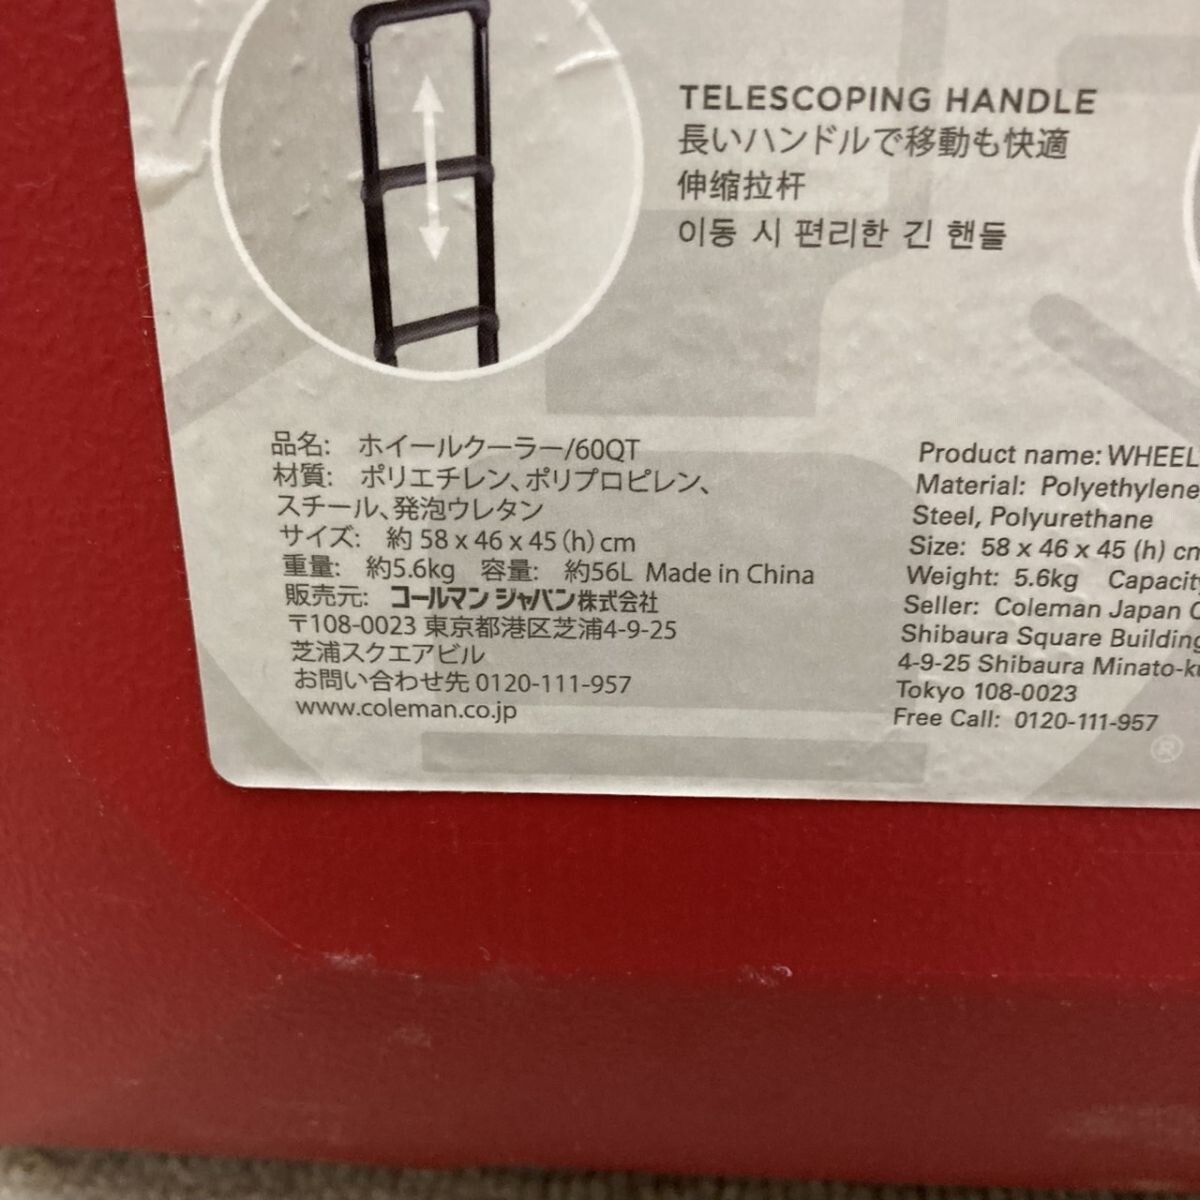 TELESCOPING HANDLE
長いハンドルで移動も快適
伸缩拉杆
이동 시 편리한 긴 핸들
品名: ホイールクーラー/60QT
材質: ポリエチレン、ポリプロピレン、
スチール、発泡ウレタン
サイズ: 約 58 x 46 x 45 (h) cm
重量: 約5.6kg 容量: 約56L Made in China
販売元: コールマン ジャパン株式会社
〒108-0023 東京都港区芝浦4-9-25
芝浦スクエアビル
お問い合わせ先 0120-111-957
www.coleman.co.jp
Product name: WHEEL
Material: Polyethylene,
Steel, Polyurethane
Size: 58 x 46 x 45 (h) cm
Weight: 5.6kg Capacity
Seller: Coleman Japan C
Shibaura Square Building
4-9-25 Shibaura Minato-ku
Tokyo 108-0023
Free Call: 0120-111-957
®